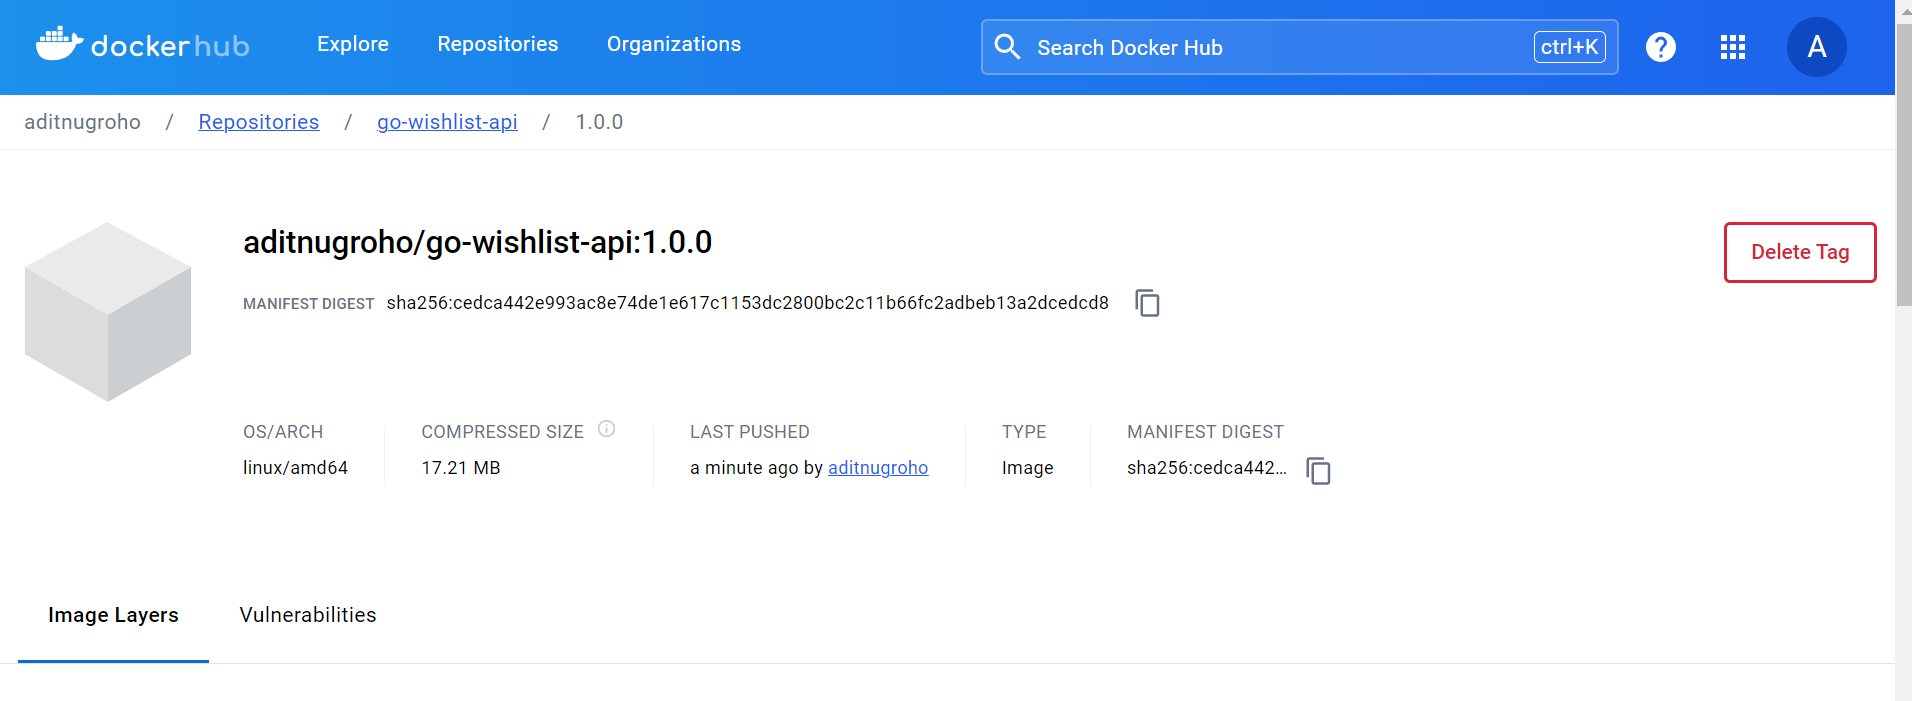 dockerhub Explore Repositories Organizations Search Docker Hub ctrl+K ? A
aditnugroho / Repositories / go-wishlist-api / 1.0.0
aditnugroho/go-wishlist-api:1.0.0
Delete Tag
MANIFEST DIGEST sha256:cedca442e993ac8e74de1e617c1153dc2800bc2c11b66fc2adbeb13a2dcedcd8
OS/ARCH COMPRESSED SIZE LAST PUSHED TYPE MANIFEST DIGEST
linux/amd64 17.21 MB a minute ago by aditnugroho Image sha256:cedca442...
Image Layers Vulnerabilities